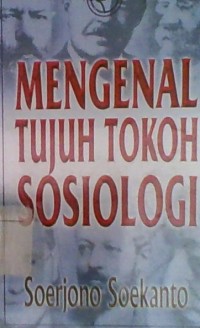 MENGENAL
TUJUH TOKOH
SOSIOLOGI
Soerjono Soekanto